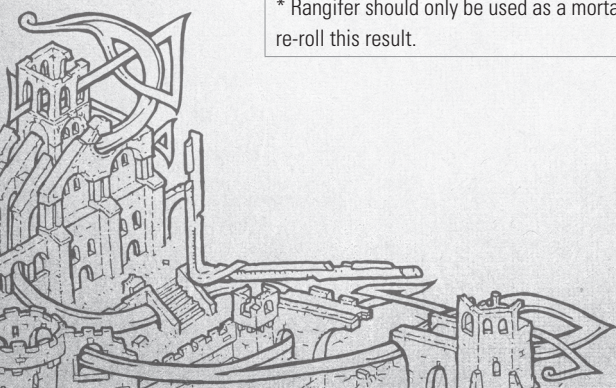 * Rangifer should only be used as a morta
re-roll this result.